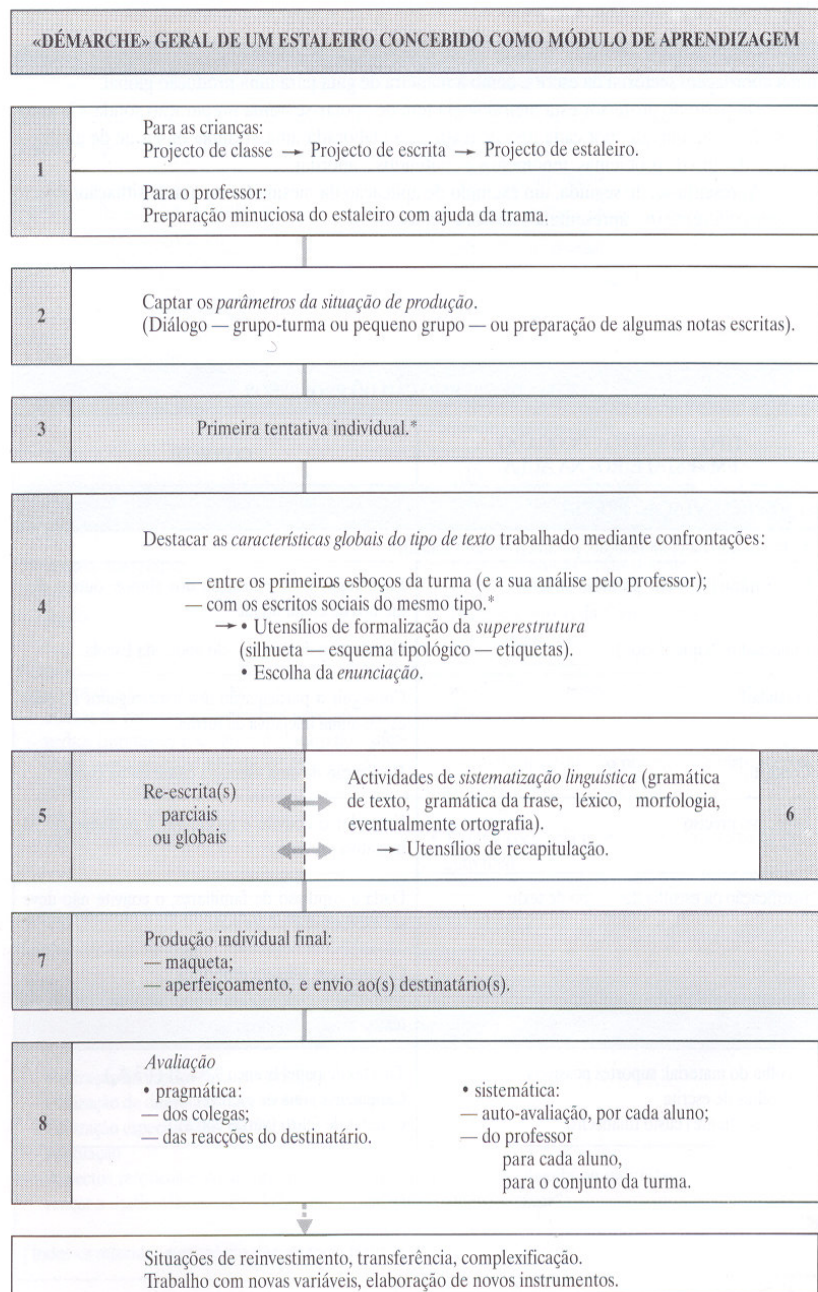 «DÉMARCHE» GERAL DE UM ESTALEIRO CONCEBIDO COMO MÓDULO DE APRENDIZAGEM
1
Para as crianças:
Projecto de classe → Projecto de escrita → Projecto de estaleiro.
Para o professor:
Preparação minuciosa do estaleiro com ajuda da trama.
2
Captar os parâmetros da situação de produção.
(Diálogo — grupo-turma ou pequeno grupo — ou preparação de algumas notas escritas).
3
Primeira tentativa individual.*
4
Destacar as características globais do tipo de texto trabalhado mediante confrontações:
— entre os primeiros esboços da turma (e a sua análise pelo professor);
— com os escritos sociais do mesmo tipo.*
→ • Utensílios de formalização da superestrutura
(silhueta — esquema tipológico — etiquetas).
• Escolha da enunciação.
5
Re-escrita(s)
parciais
ou globais
Actividades de sistematização linguística (gramática
de texto, gramática da frase, léxico, morfologia,
eventualmente ortografia).
→ Utensílios de recapitulação.
6
7
Produção individual final:
— maqueta;
— aperfeiçoamento, e envio ao(s) destinatário(s).
8
Avaliação
• pragmática:
— dos colegas;
— das reacções do destinatário.
• sistemática:
— auto-avaliação, por cada aluno;
— do professor
para cada aluno,
para o conjunto da turma.
Situações de reinvestimento, transferência, complexificação.
Trabalho com novas variáveis, elaboração de novos instrumentos.